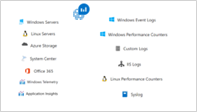 Windows Servers
Linux Servers
Azure Storage
System Center
Office 365
Windows Telemetry
Application Insights
Windows Event Logs
Windows Performance Counters
Custom Logs
IIS Logs
Linux Performance Counters
Syslog